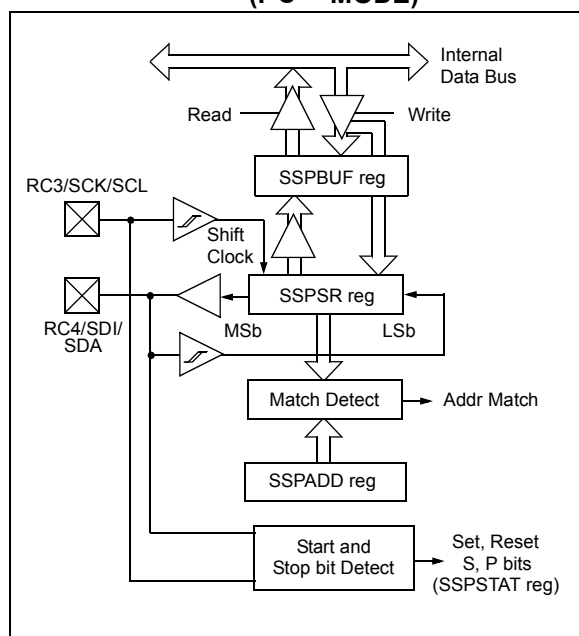 MODE)
Internal
Data Bus
Read
Write
SSPBUF reg
RC3/SCK/SCL
Shift
Clock
SSPSR reg
MSb
LSb
RC4/SDI/
SDA
Match Detect
Addr Match
SSPADD reg
Start and
Stop bit Detect
Set, Reset
S, P bits
(SSPSTAT reg)